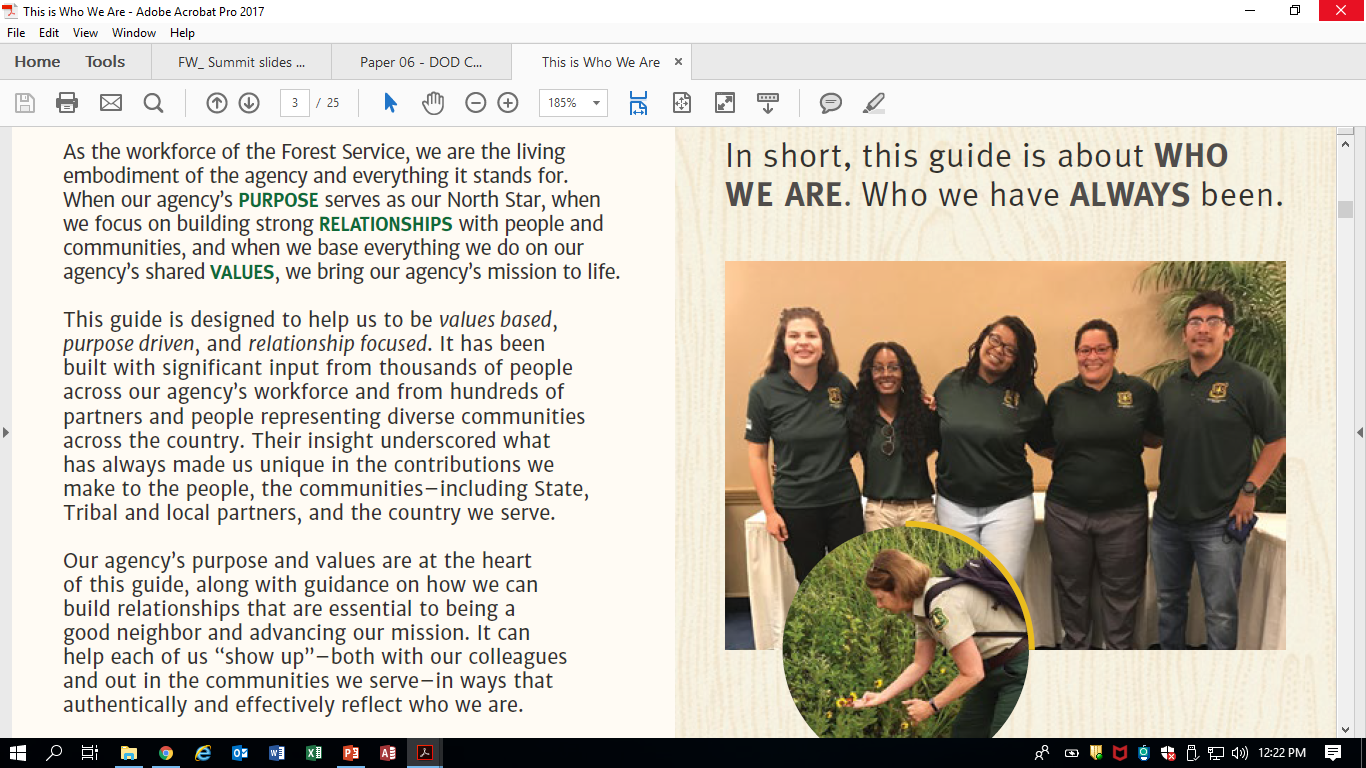 This is Who We Are - Adobe Acrobat Pro 2017
File Edit View Window Help
Home Tools FW_ Summit slides ... Paper 06 - DOD C... This is Who We Are
3 / 25 185%
As the workforce of the Forest Service, we are the living
embodiment of the agency and everything it stands for.
When our agency’s PURPOSE serves as our North Star, when
we focus on building strong RELATIONSHIPS with people and
communities, and when we base everything we do on our
agency’s shared VALUES, we bring our agency’s mission to life.
This guide is designed to help us to be values based,
purpose driven, and relationship focused. It has been
built with significant input from thousands of people
across our agency’s workforce and from hundreds of
partners and people representing diverse communities
across the country. Their insight underscored what
has always made us unique in the contributions we
make to the people, the communities—including State,
Tribal and local partners, and the country we serve.
Our agency’s purpose and values are at the heart
of this guide, along with guidance on how we can
build relationships that are essential to being a
good neighbor and advancing our mission. It can
help each of us “show up”—both with our colleagues
and out in the communities we serve—in ways that
authentically and effectively reflect who we are.
In short, this guide is about WHO
WE ARE. Who we have ALWAYS been.
12:22 PM